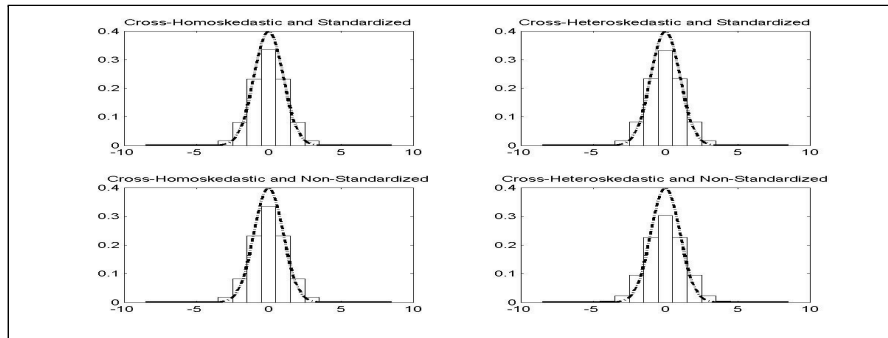 Cross-Homoskedastic and Standardized
0.4
0.3
0.2
0.1
0
-10 -5 0 5 10
Cross-Heteroskedastic and Standardized
0.4
0.3
0.2
0.1
0
-10 -5 0 5 10
Cross-Homoskedastic and Non-Standardized
0.4
0.3
0.2
0.1
0
-10 -5 0 5 10
Cross-Heteroskedastic and Non-Standardized
0.4
0.3
0.2
0.1
0
-10 -5 0 5 10